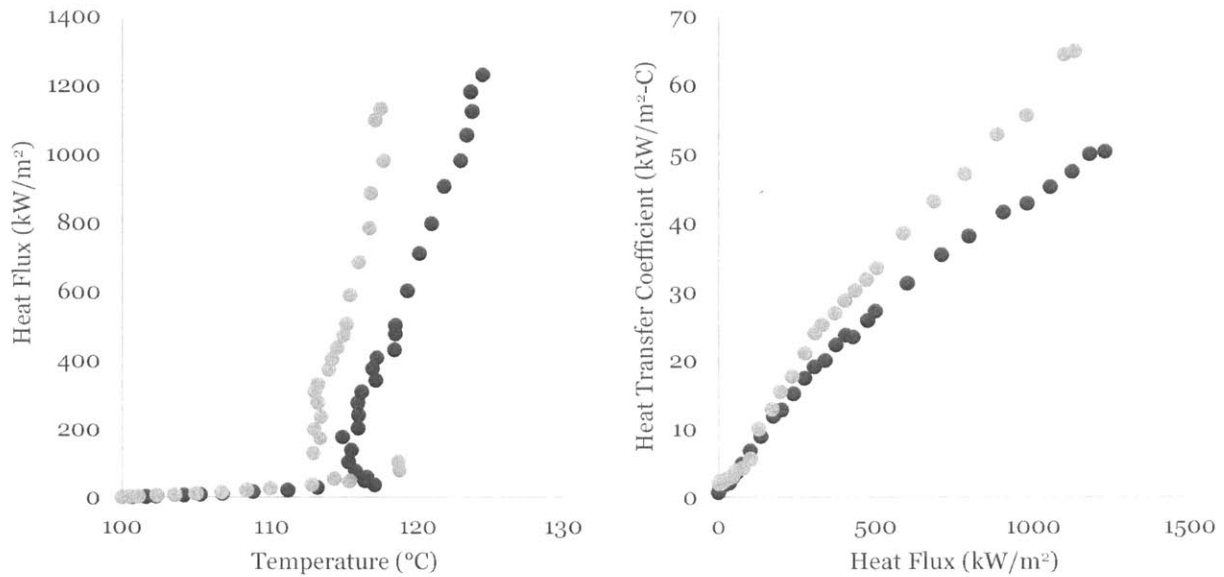 1400
1200
1000
800
600
400
200
0
Heat Flux (kW/m²)
100 110 120 130
Temperature (°C)
70
60
50
40
30
20
10
0
Heat Transfer Coefficient (kW/m²-C)
0 500 1000 1500
Heat Flux (kW/m²)